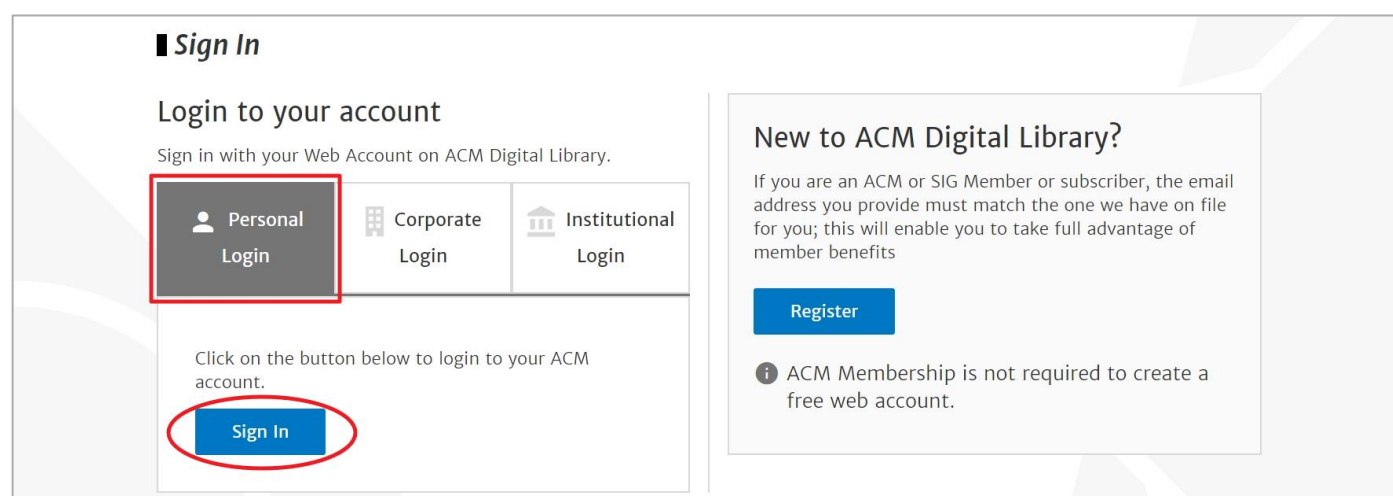 Sign In
Login to your account
Sign in with your Web Account on ACM Digital Library.
Personal
Login
Corporate
Login
Institutional
Login
Click on the button below to login to your ACM
account.
Sign In
New to ACM Digital Library?
If you are an ACM or SIG Member or subscriber, the email
address you provide must match the one we have on file
for you; this will enable you to take full advantage of
member benefits
Register
ACM Membership is not required to create a
free web account.